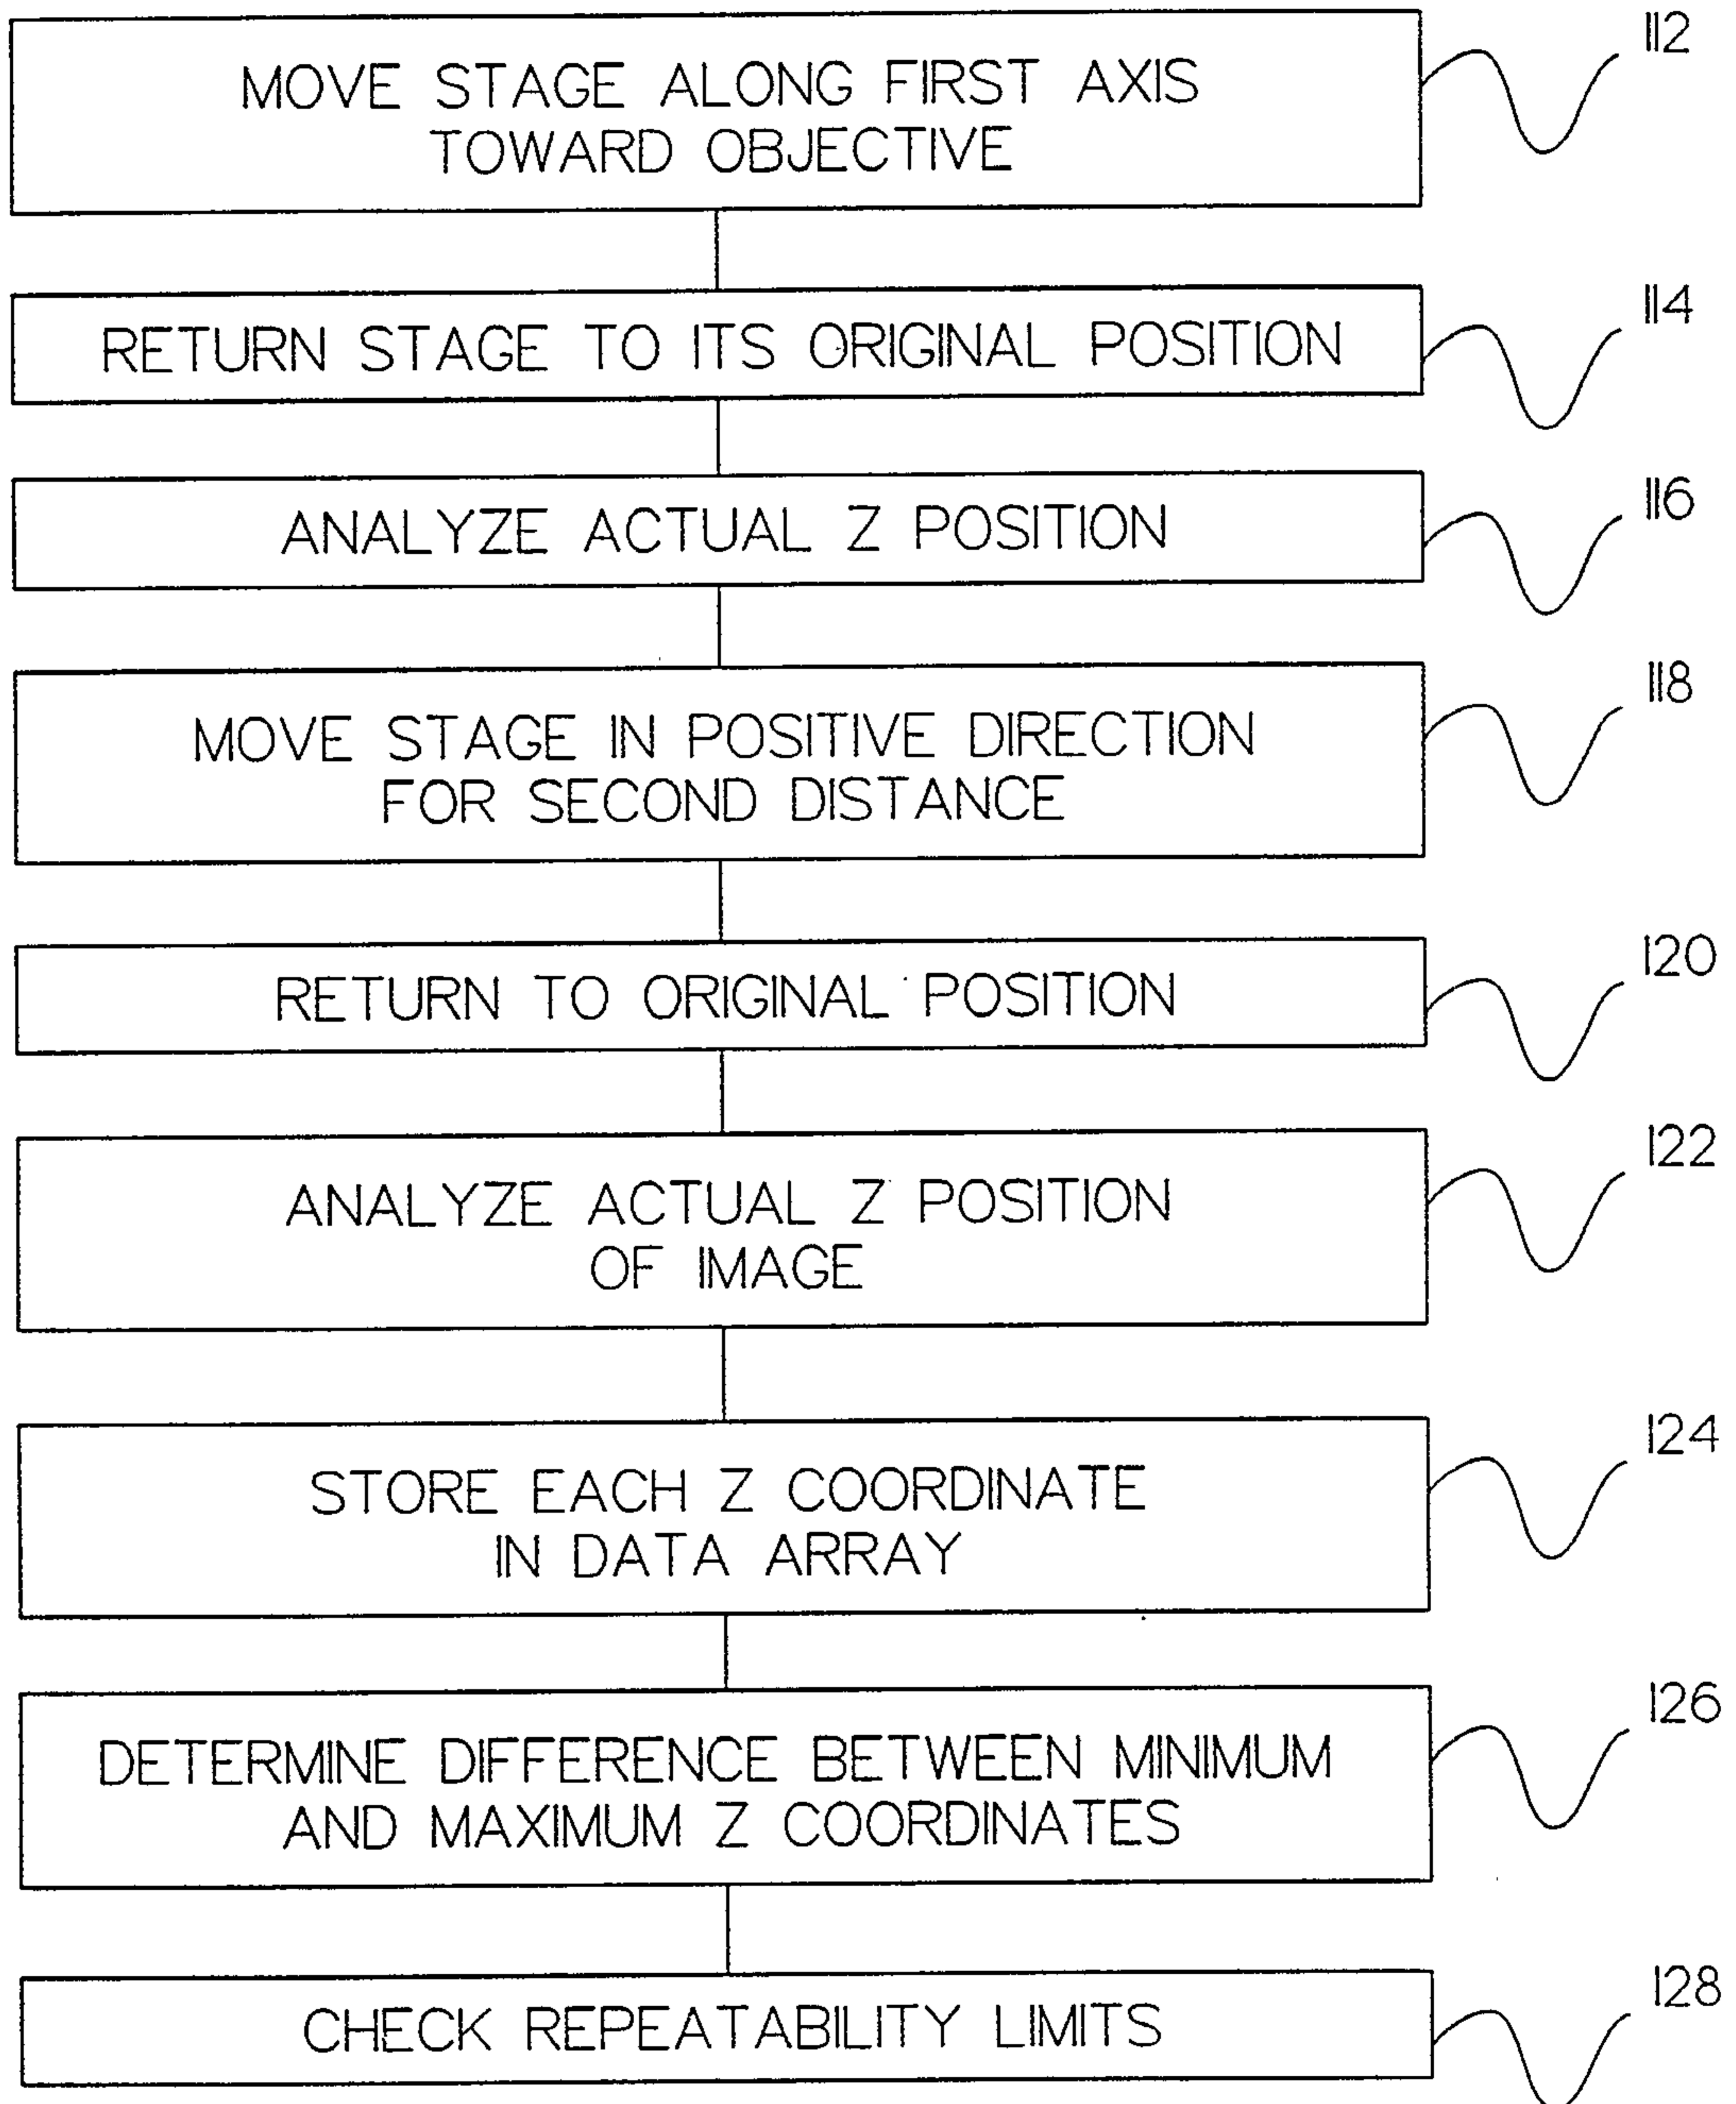 112
MOVE STAGE ALONG FIRST AXIS
TOWARD OBJECTIVE
114
RETURN STAGE TO ITS ORIGINAL POSITION
116
ANALYZE ACTUAL Z POSITION
118
MOVE STAGE IN POSITIVE DIRECTION
FOR SECOND DISTANCE
120
RETURN TO ORIGINAL POSITION
122
ANALYZE ACTUAL Z POSITION
OF IMAGE
124
STORE EACH Z COORDINATE
IN DATA ARRAY
126
DETERMINE DIFFERENCE BETWEEN MINIMUM
AND MAXIMUM Z COORDINATES
128
CHECK REPEATABILITY LIMITS